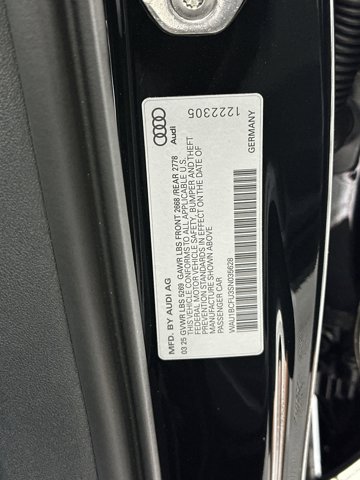 Audi
1222305
MFD. BY AUDI AG
GERMANY
03.25 GVWR LBS 5269 GAWR LBS FRONT 2668 /REAR 2778
THIS VEHICLE CONFORMS TO ALL APPLICABLE U.S.
FEDERAL MOTOR VEHICLE SAFETY, BUMPER AND THEFT
PREVENTION STANDARDS IN EFFECT ON THE DATE OF
MANUFACTURE SHOWN ABOVE
PASSENGER CAR
WAU1BCFU3SN035628